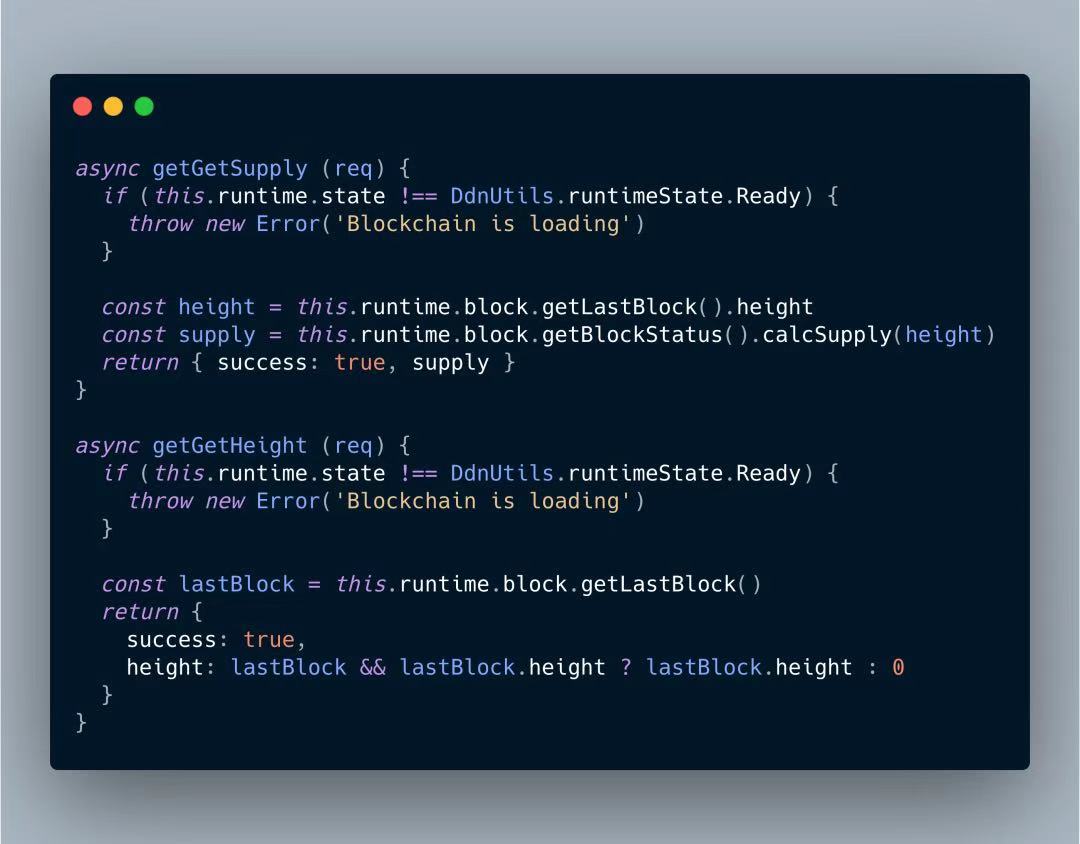 async getGetSupply (req) {
  if (this.runtime.state !== DdnUtils.runtimeState.Ready) {
    throw new Error('Blockchain is loading')
  }

  const height = this.runtime.block.getLastBlock().height
  const supply = this.runtime.block.getBlockStatus().calcSupply(height)
  return { success: true, supply }
}

async getGetHeight (req) {
  if (this.runtime.state !== DdnUtils.runtimeState.Ready) {
    throw new Error('Blockchain is loading')
  }

  const lastBlock = this.runtime.block.getLastBlock()
  return {
    success: true,
    height: lastBlock && lastBlock.height ? lastBlock.height : 0
  }
}